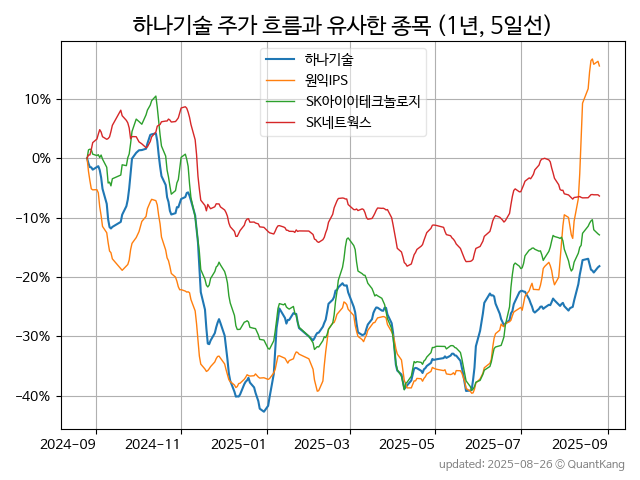 하나기술 주가 흐름과 유사한 종목 (1년, 5일선)
하나기술
원익IPS
SK아이이테크놀로지
SK네트웍스
10%
0%
−10%
−20%
−30%
−40%
2024-09 2024-11 2025-01 2025-03 2025-05 2025-07 2025-09
updated: 2025-08-26 © QuantKang